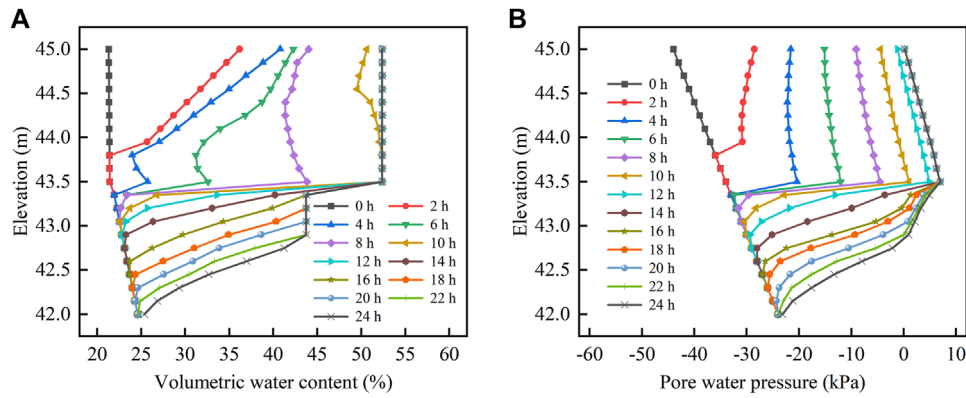 A
B
45.0
44.5
44.0
43.5
43.0
42.5
42.0
Elevation (m)
20 25 30 35 40 45 50 55 60
Volumetric water content (%)
0 h 2 h
4 h 6 h
8 h 10 h
12 h 14 h
16 h 18 h
20 h 22 h
24 h
45.0
44.5
44.0
43.5
43.0
42.5
42.0
Elevation (m)
-60 -50 -40 -30 -20 -10 0 10
Pore water pressure (kPa)
0 h
2 h
4 h
6 h
8 h
10 h
12 h
14 h
16 h
18 h
20 h
22 h
24 h